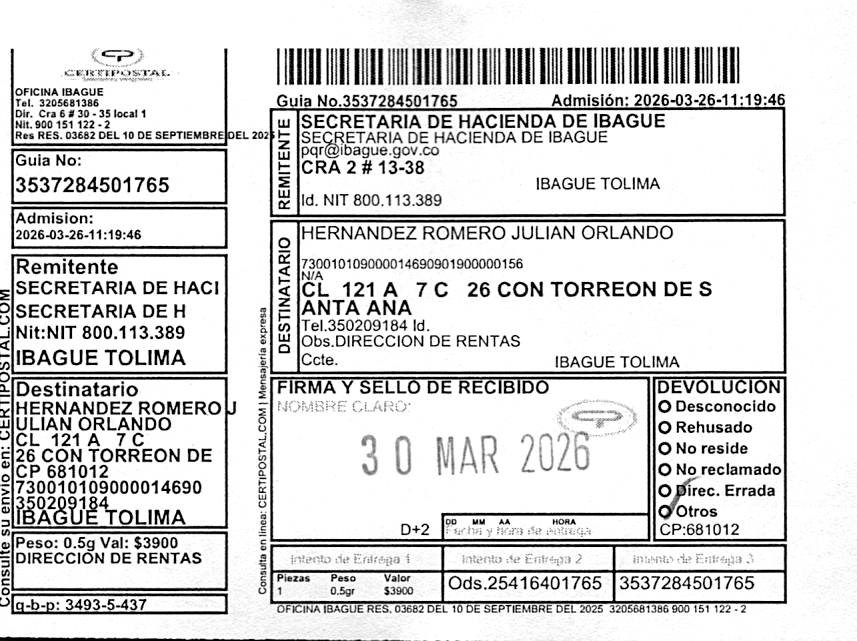 CERTIPOSTAL
OFICINA IBAGUE
Tel. 3205681386
Dir. Cra 6 # 30 - 35 local 1
Nit. 900 151 122 - 2
Res RES. 03682 DEL 10 DE SEPTIEMBRE DEL 2025
Guia No:
3537284501765
Admision:
2026-03-26-11:19:46
Remitente
SECRETARIA DE HACI
SECRETARIA DE H
Nit:NIT 800.113.389
IBAGUE TOLIMA
Destinatario
HERNANDEZ ROMERO J
ULIAN ORLANDO
CL 121 A 7 C
26 CON TORREON DE
CP 681012
730010109000014690
350209184
IBAGUE TOLIMA
Peso: 0.5g Val: $3900
DIRECCIÓN DE RENTAS
q-b-p: 3493-5-437
Consulte su envio en: CERTIPOSTAL.COM
Guia No.3537284501765 Admisión: 2026-03-26-11:19:46
REMITENTE
SECRETARIA DE HACIENDA DE IBAGUE
SECRETARIA DE HACIENDA DE IBAGUE
pqr@ibague.gov.co
CRA 2 # 13-38
IBAGUE TOLIMA
Id. NIT 800.113.389
DESTINATARIO
HERNANDEZ ROMERO JULIAN ORLANDO
730010109000014690901900000156
N/A
CL 121 A 7 C 26 CON TORREON DE S
ANTA ANA
Tel.350209184 Id.
Obs.DIRECCION DE RENTAS
Ccte. IBAGUE TOLIMA
Consulta en linea: CERTIPOSTAL.COM | Mensajería expresa
FIRMA Y SELLO DE RECIBIDO
NOMBRE CLARO:
30 MAR 2026
D+2
DD MM AA HORA
Fecha y hora de entrega
DEVOLUCION
Desconocido
Rehusado
No reside
No reclamado
Direc. Errada
Otros
CP:681012
Intento de Entrega 1 Intento de Entrega 2 Intento de Entrega 3
Piezas Peso Valor
1 0.5gr $3900
Ods.25416401765 3537284501765
OFICINA IBAGUE RES. 03682 DEL 10 DE SEPTIEMBRE DEL 2025 3205681386 900 151 122 - 2